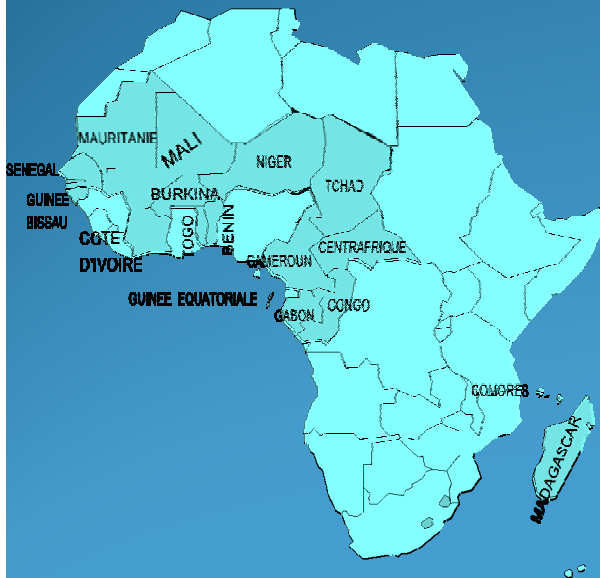 MAURITANIE
MALI
NIGER
TCHAD
SENEGAL
GUINEE
BISSAU
BURKINA
COTE
D'IVOIRE
TOGO
BENIN
CAMEROUN
CENTRAFRIQUE
GUINEE EQUATORIALE
GABON
CONGO
COMORES
MADAGASCAR